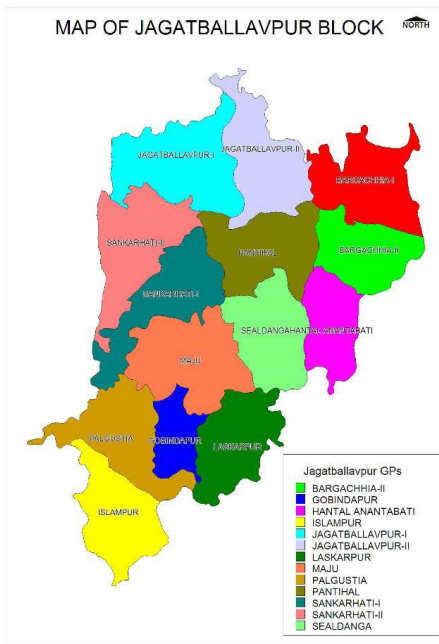 MAP OF JAGATBALLAVPUR BLOCK
NORTH
JAGATBALLAVPUR-I
JAGATBALLAVPUR-II
BARGACHHIA-I
SANKARHATI-II
PANTIHAL
BARGACHHIA-II
SANKARHATI-I
SEALDANGA
HANTAL ANANTABATI
MAJU
PALGUSTIA
GOBINDAPUR
LASKARPUR
ISLAMPUR
Jagatballavpur GPs
BARGACHHIA-II
GOBINDAPUR
HANTAL ANANTABATI
ISLAMPUR
JAGATBALLAVPUR-I
JAGATBALLAVPUR-II
LASKARPUR
MAJU
PALGUSTIA
PANTIHAL
SANKARHATI-I
SANKARHATI-II
SEALDANGA